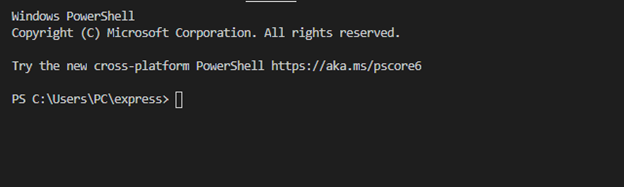 Windows PowerShell
Copyright (C) Microsoft Corporation. All rights reserved.
Try the new cross-platform PowerShell https://aka.ms/pscore6
PS C:\Users\PC\express>